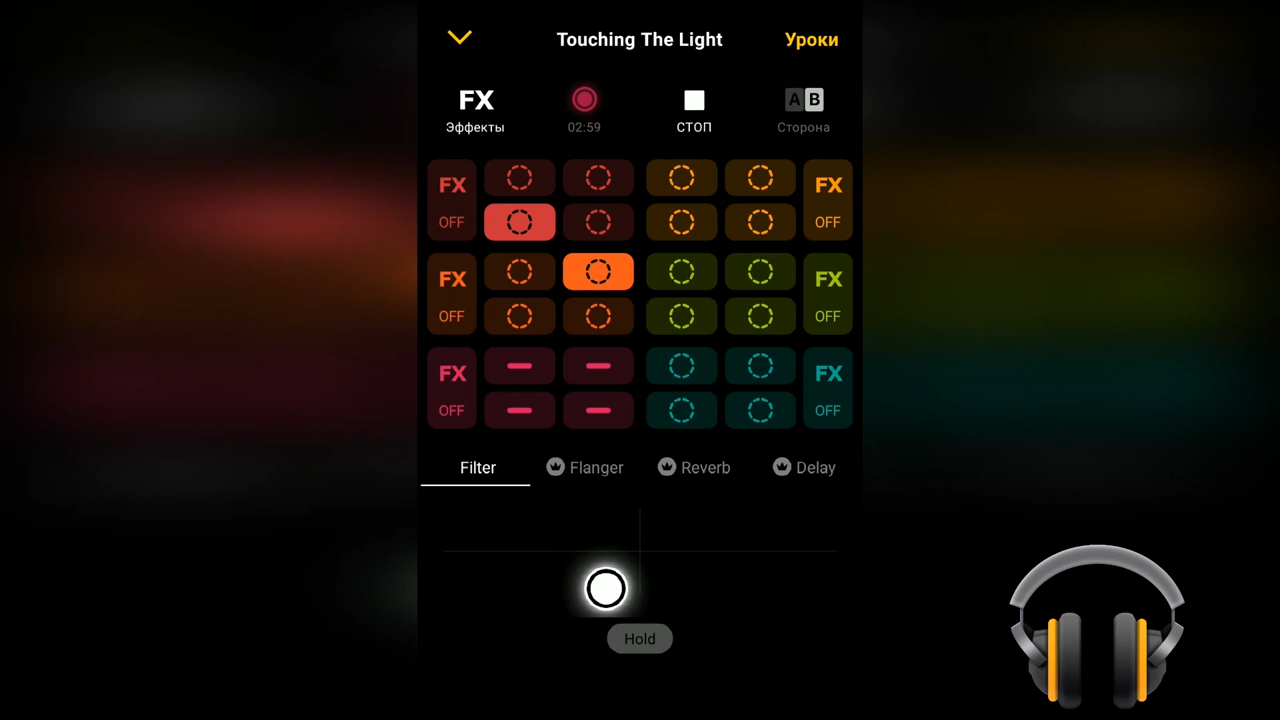 Touching The Light
Уроки
FX
A B
Эффекты
02:59
СТОП
Сторона
FX
FX
OFF
OFF
FX
FX
OFF
OFF
FX
FX
OFF
OFF
Filter
Flanger
Reverb
Delay
Hold